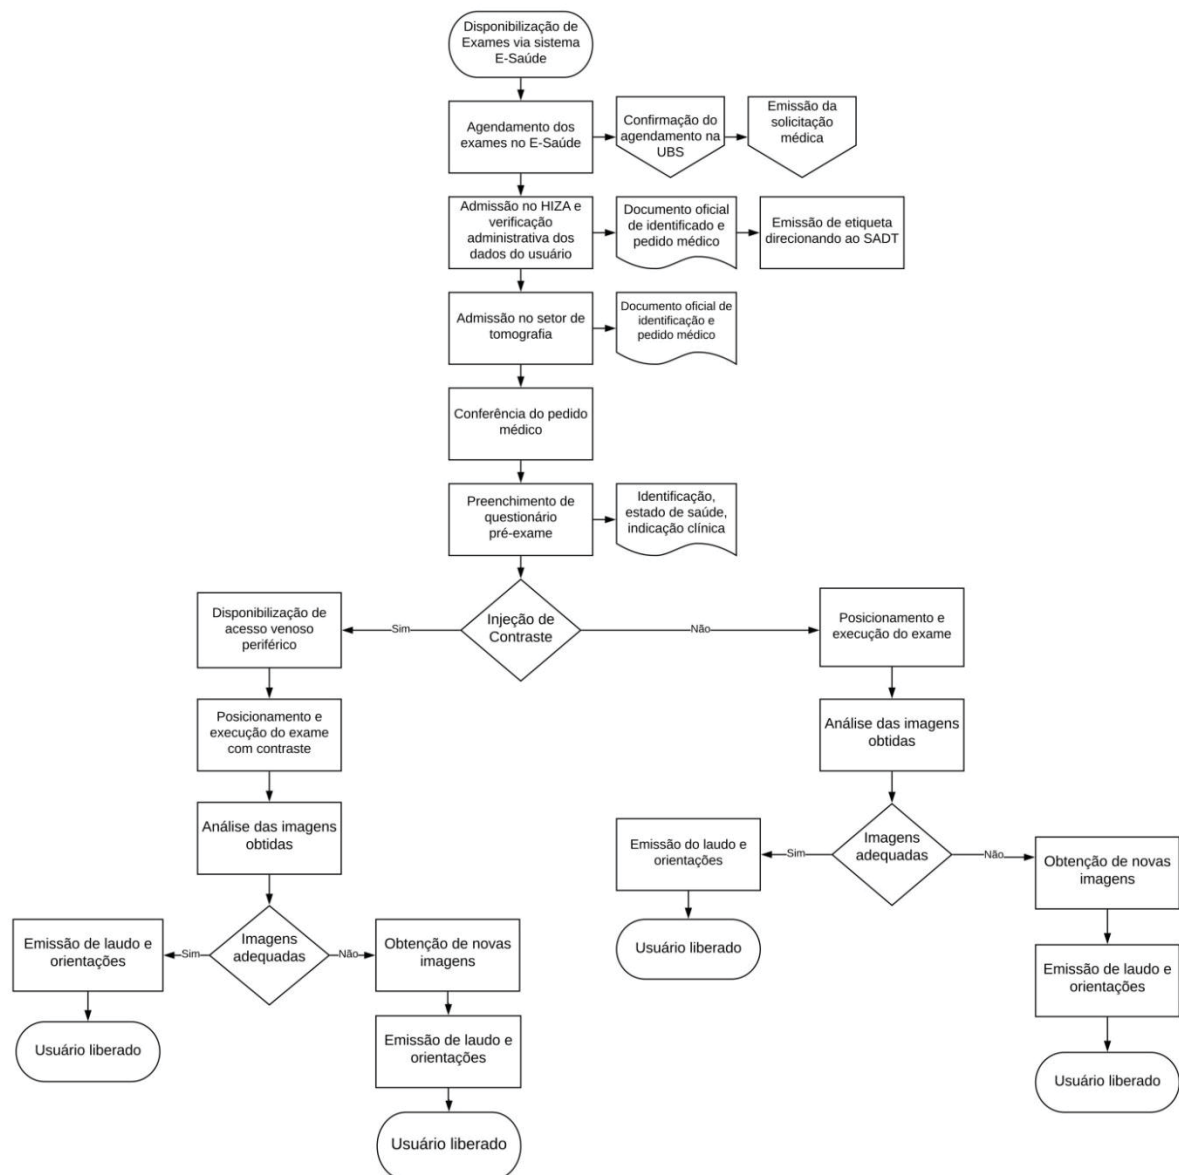 Disponibilização de
Exames via sistema
E-Saúde
Agendamento dos
exames no E-Saúde
Confirmação do
agendamento na
UBS
Emissão da
solicitação
médica
Admissão no HIZA e
verificação
administrativa dos
dados do usuário
Documento oficial
de identificado e
pedido médico
Emissão de etiqueta
direcionando ao SADT
Admissão no setor de
tomografia
Documento oficial de
identificação e
pedido médico
Conferência do pedido
médico
Preenchimento de
questionário
pré-exame
Identificação,
estado de saúde,
indicação clínica
Injeção de
Contraste
Sim
Não
Disponibilização de
acesso venoso
periférico
Posicionamento e
execução do exame
com contraste
Análise das imagens
obtidas
Imagens
adequadas
Sim
Não
Emissão de laudo e
orientações
Usuário liberado
Obtenção de novas
imagens
Emissão de laudo e
orientações
Usuário liberado
Posicionamento e
execução do exame
Análise das imagens
obtidas
Imagens
adequadas
Sim
Não
Emissão do laudo e
orientações
Usuário liberado
Obtenção de novas
imagens
Emissão de laudo e
orientações
Usuário liberado